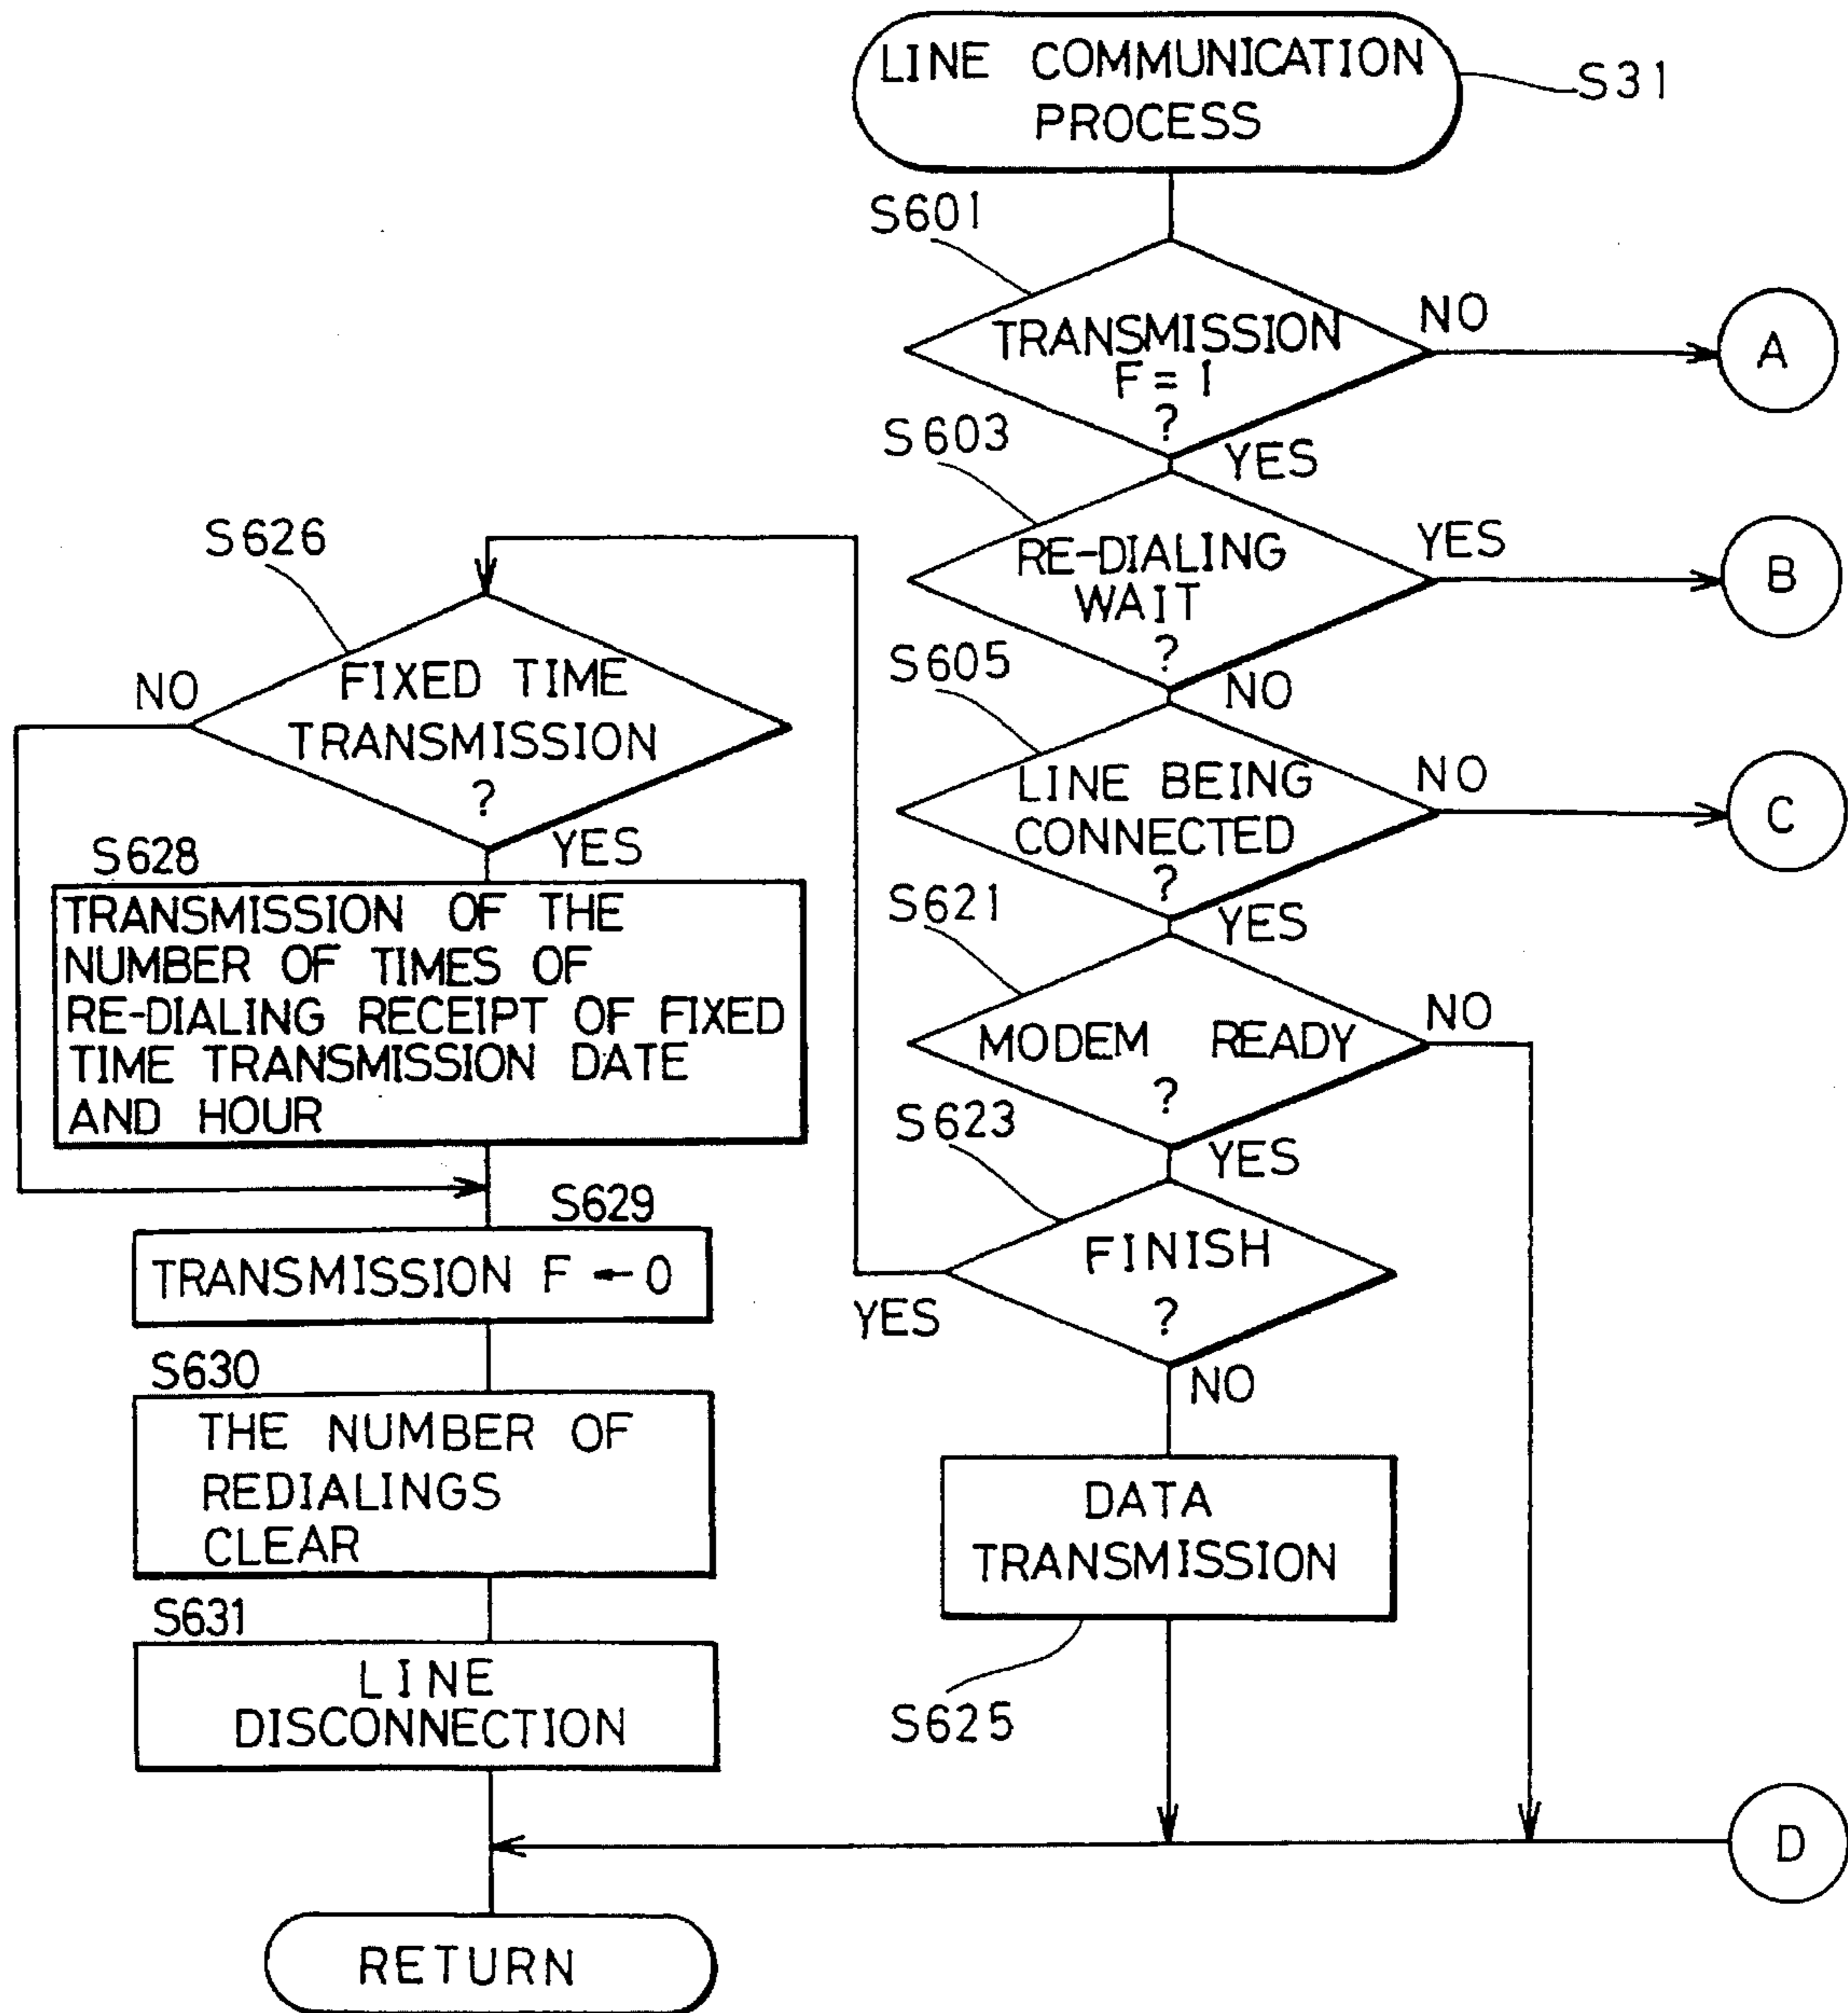 LINE COMMUNICATION
PROCESS
S31
S601
TRANSMISSION
F = 1
?
NO
A
YES
S603
RE-DIALING
WAIT
?
YES
B
NO
S605
LINE BEING
CONNECTED
?
NO
C
YES
S621
MODEM READY
?
NO
YES
S623
FINISH
?
YES
NO
DATA
TRANSMISSION
S625
S626
FIXED TIME
TRANSMISSION
?
NO
YES
S628
TRANSMISSION OF THE
NUMBER OF TIMES OF
RE-DIALING RECEIPT OF FIXED
TIME TRANSMISSION DATE
AND HOUR
S629
TRANSMISSION F ← 0
S630
THE NUMBER OF
REDIALINGS
CLEAR
S631
LINE
DISCONNECTION
D
RETURN